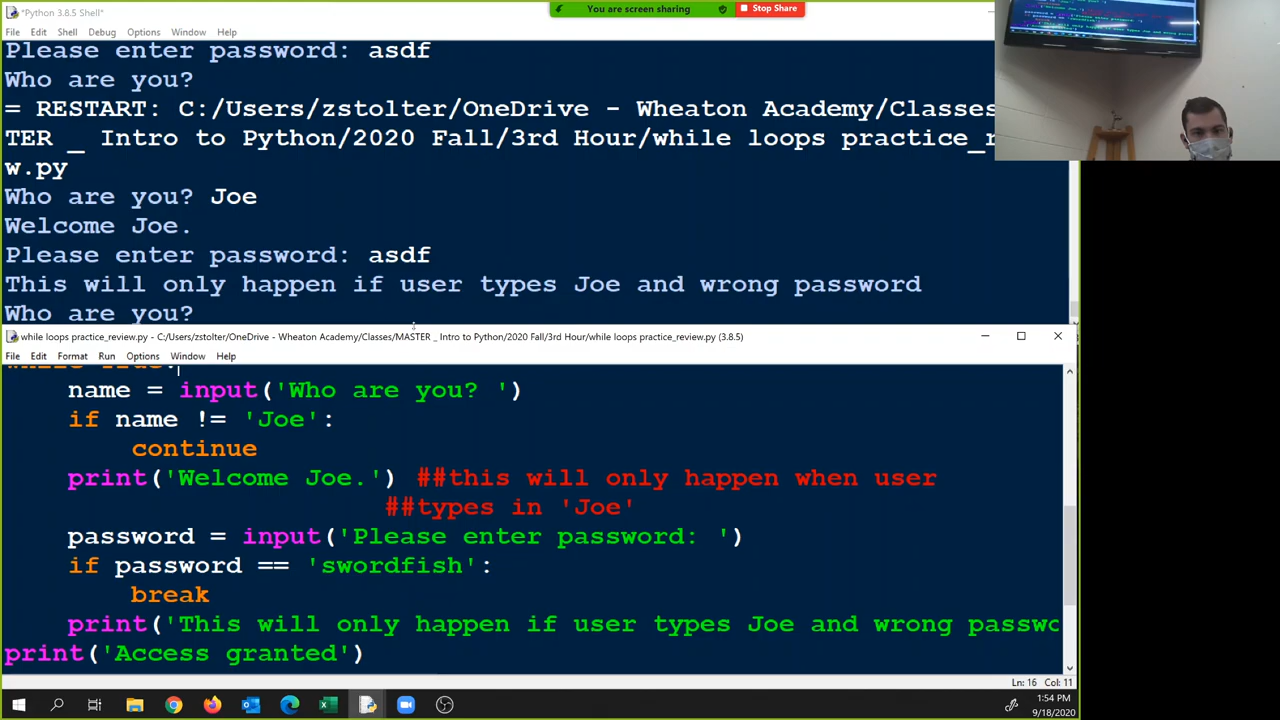 *Python 3.8.5 Shell*
You are screen sharing
Stop Share
File Edit Shell Debug Options Window Help
Please enter password: asdf
Who are you?
= RESTART: C:/Users/zstolter/OneDrive - Wheaton Academy/Classes
TER _ Intro to Python/2020 Fall/3rd Hour/while loops practice_r
w.py
Who are you? Joe
Welcome Joe.
Please enter password: asdf
This will only happen if user types Joe and wrong password
Who are you?
while loops practice_review.py - C:/Users/zstolter/OneDrive - Wheaton Academy/Classes/MASTER _ Intro to Python/2020 Fall/3rd Hour/while loops practice_review.py (3.8.5)
File Edit Format Run Options Window Help
name = input('Who are you? ')
if name != 'Joe':
continue
print('Welcome Joe.') ##this will only happen when user
##types in 'Joe'
password = input('Please enter password: ')
if password == 'swordfish':
break
print('This will only happen if user types Joe and wrong passwo
print('Access granted')
Ln: 16 Col: 11
1:54 PM
9/18/2020